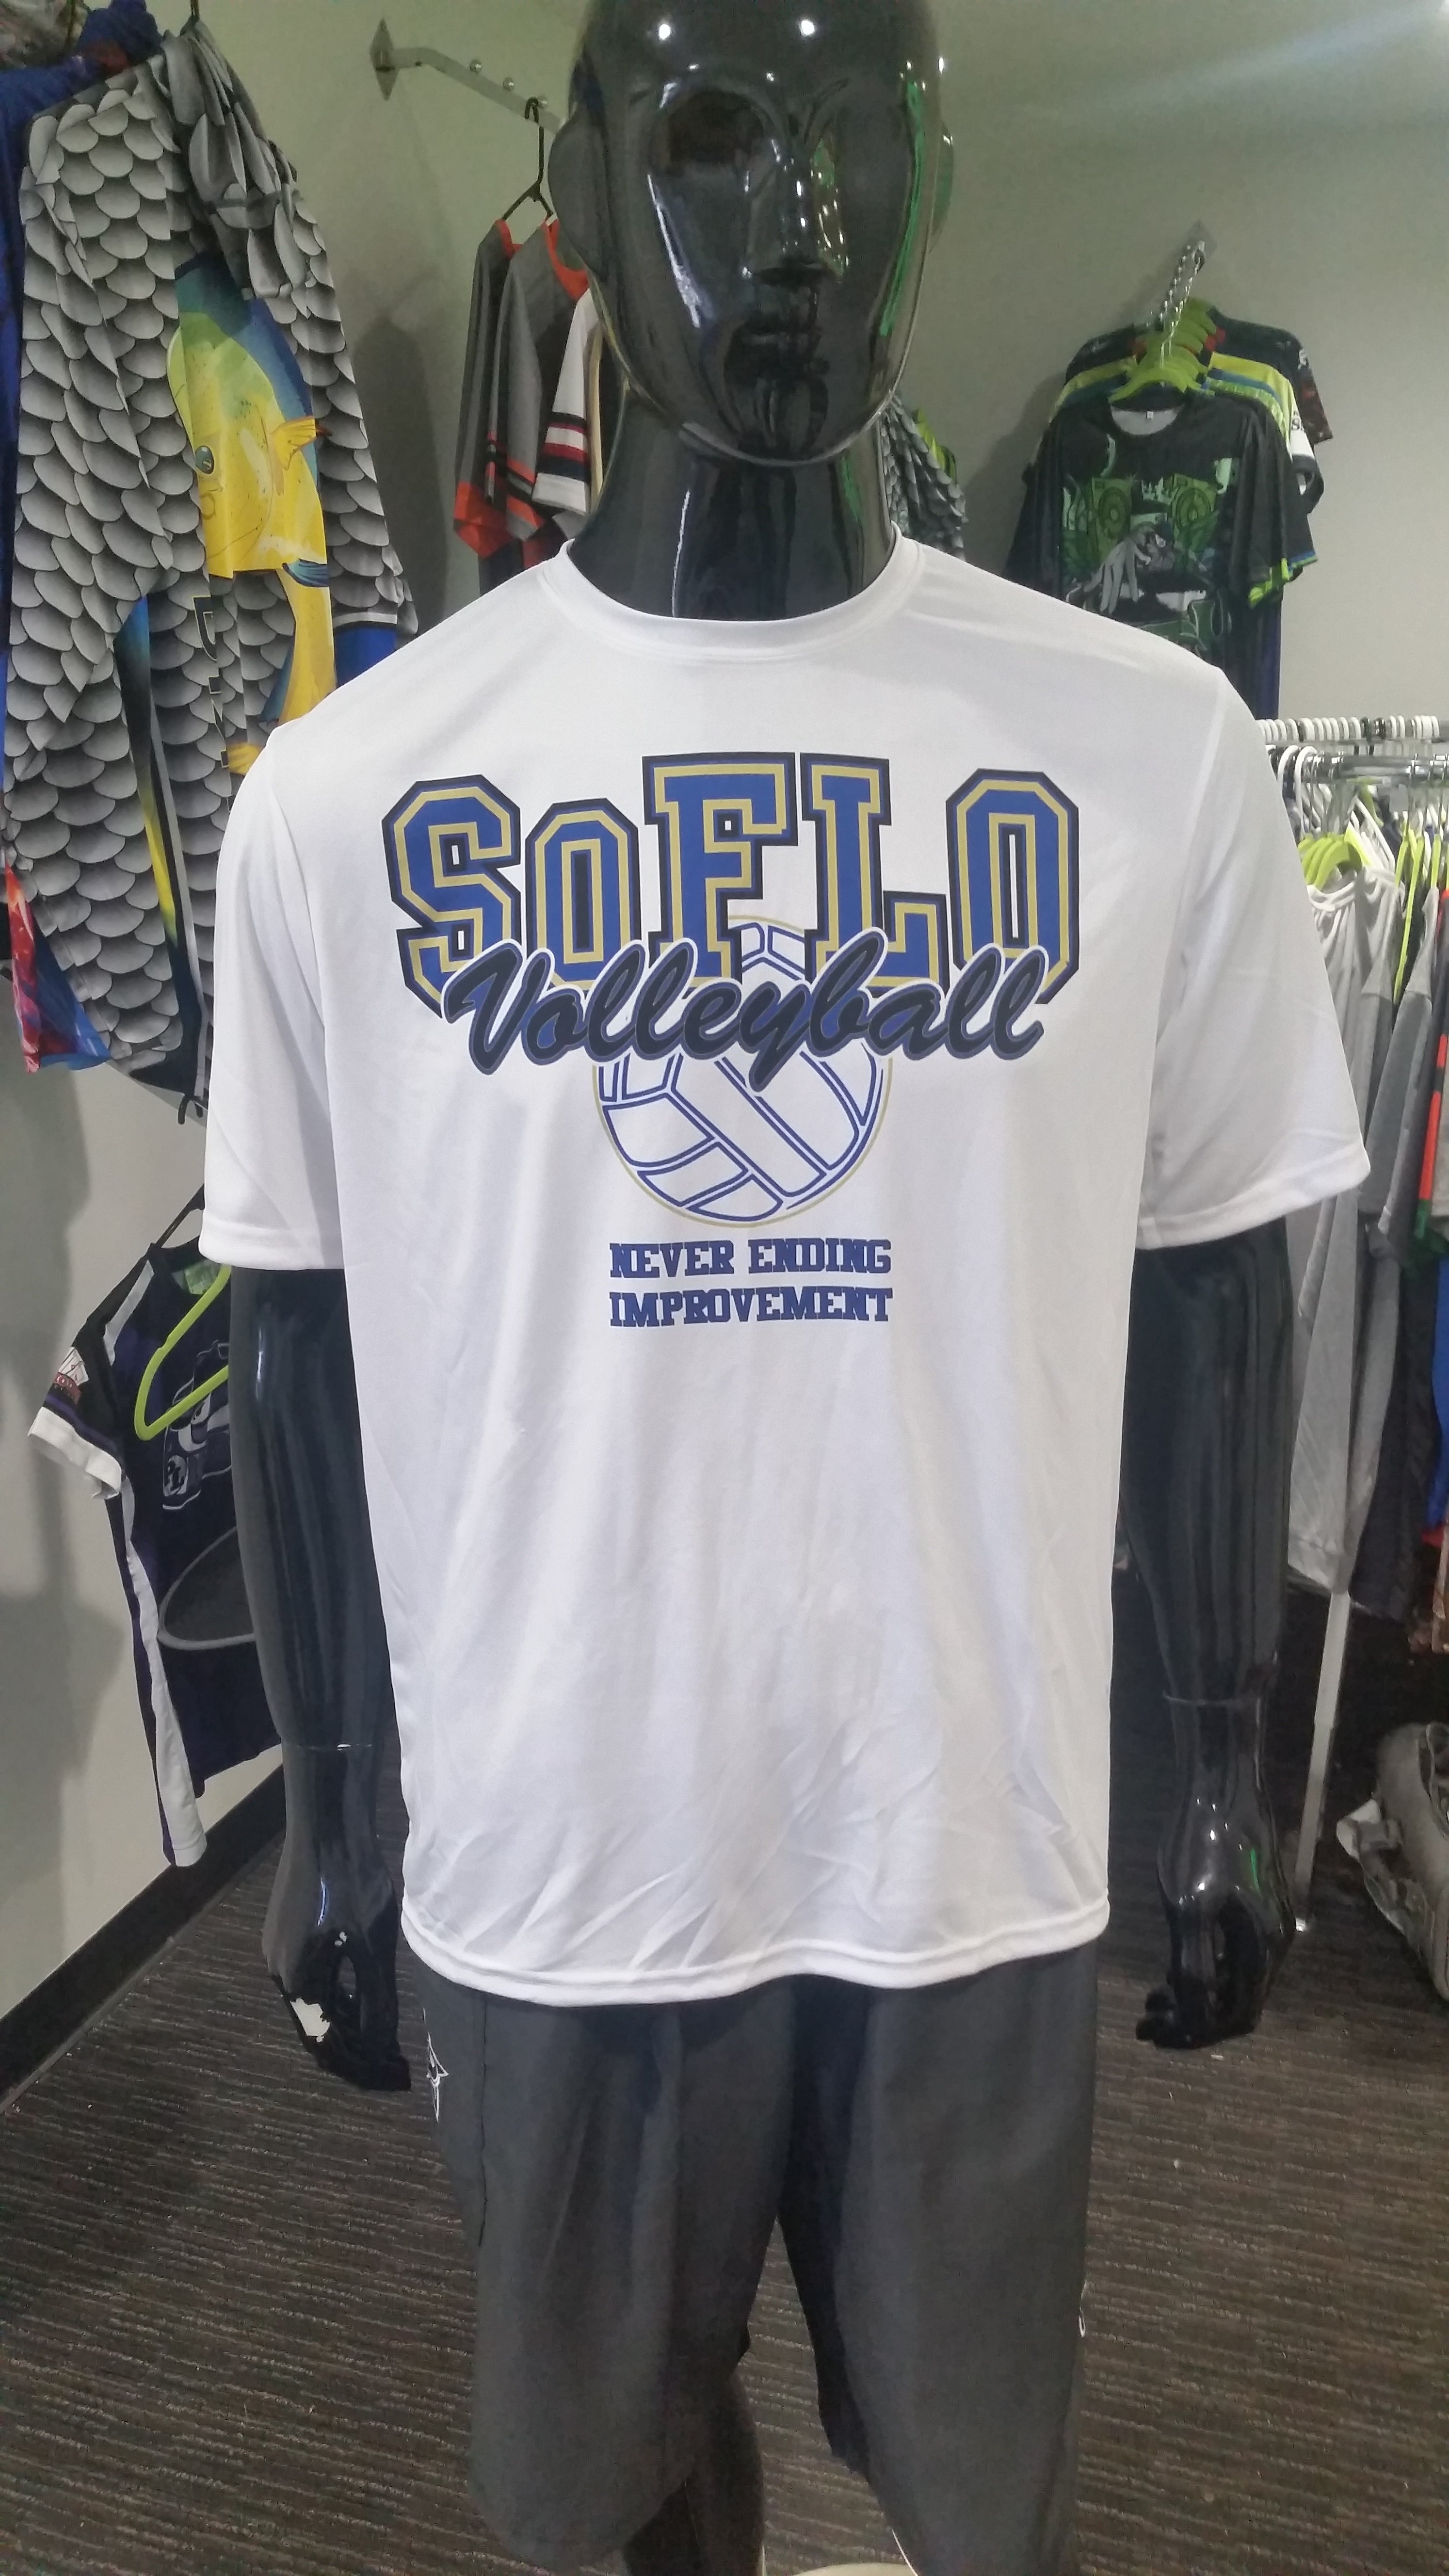 SoFLO
Volleyball
NEVER ENDING
IMPROVEMENT